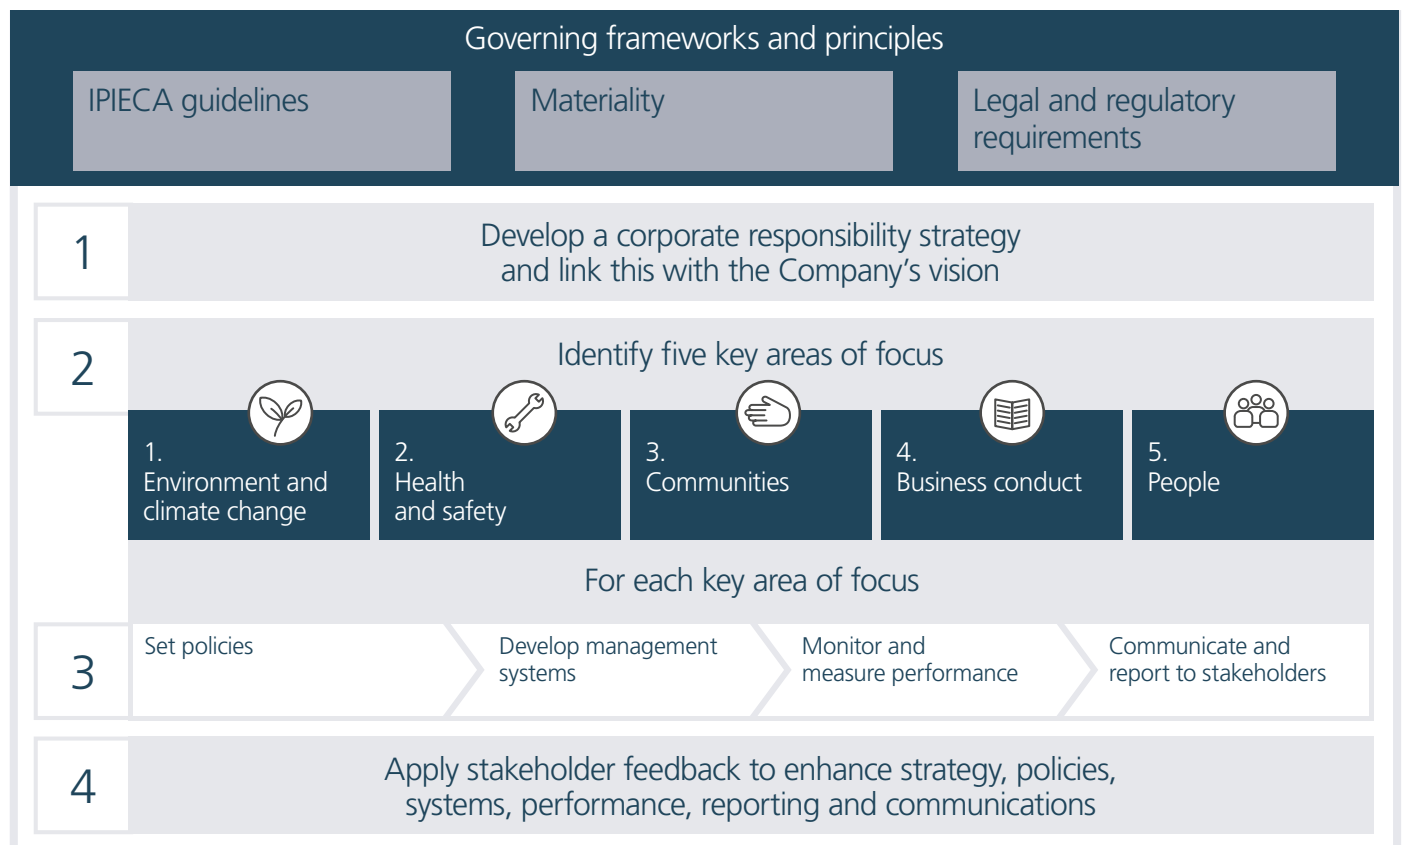 Governing frameworks and principles
IPIECA guidelines
Materiality
Legal and regulatory
requirements
1
Develop a corporate responsibility strategy
and link this with the Company’s vision
2
Identify five key areas of focus
1.
Environment and
climate change
2.
Health
and safety
3.
Communities
4.
Business conduct
5.
People
For each key area of focus
3
Set policies
Develop management
systems
Monitor and
measure performance
Communicate and
report to stakeholders
4
Apply stakeholder feedback to enhance strategy, policies,
systems, performance, reporting and communications